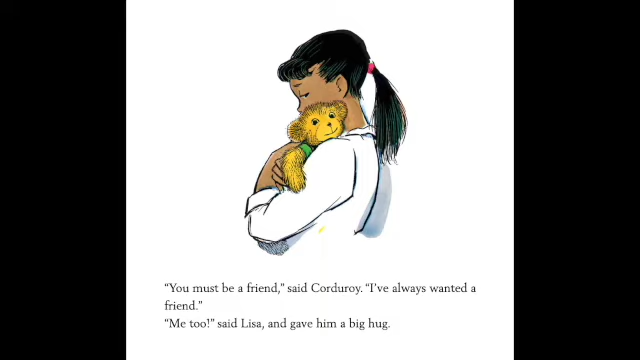 “You must be a friend,” said Corduroy. “I’ve always wanted a
friend.”
“Me too!” said Lisa, and gave him a big hug.